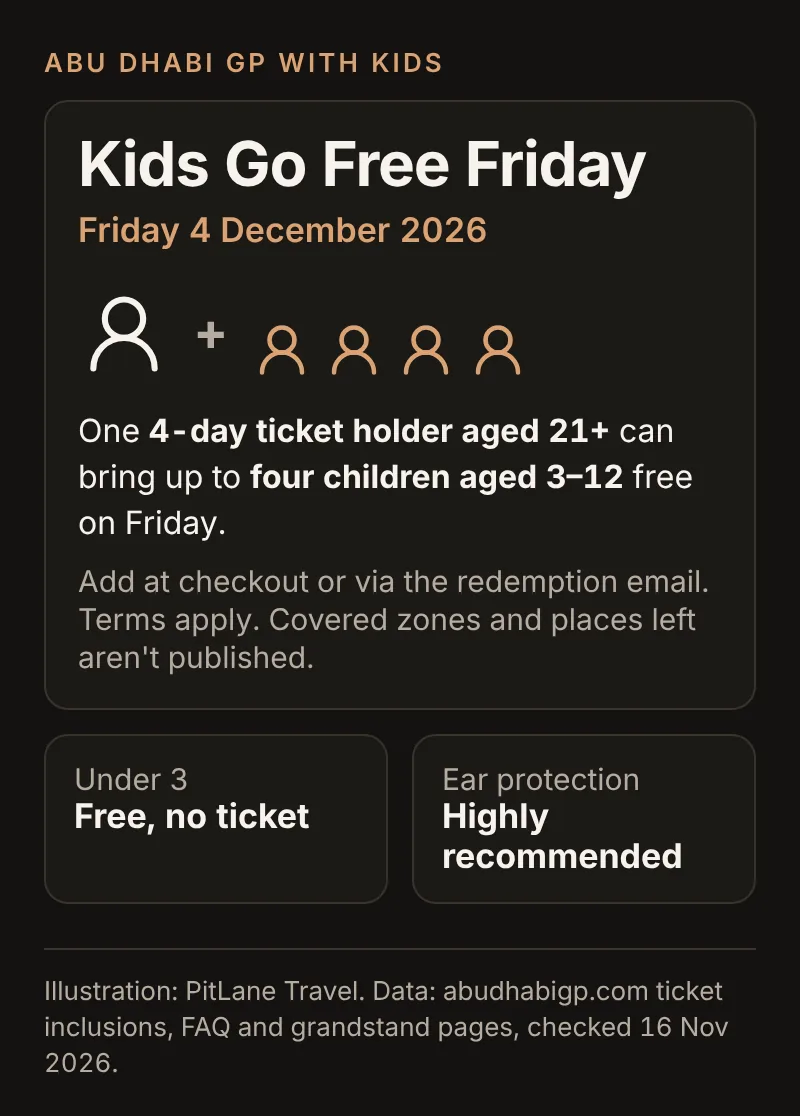 ABU DHABI GP WITH KIDS
Kids Go Free Friday
Friday 4 December 2026
+
One 4-day ticket holder aged 21+ can
bring up to four children aged 3–12 free
on Friday.
Add at checkout or via the redemption email.
Terms apply. Covered zones and places left
aren't published.
Under 3
Free, no ticket
Ear protection
Highly
recommended
Illustration: PitLane Travel. Data: abudhabigp.com ticket
inclusions, FAQ and grandstand pages, checked 16 Nov
2026.